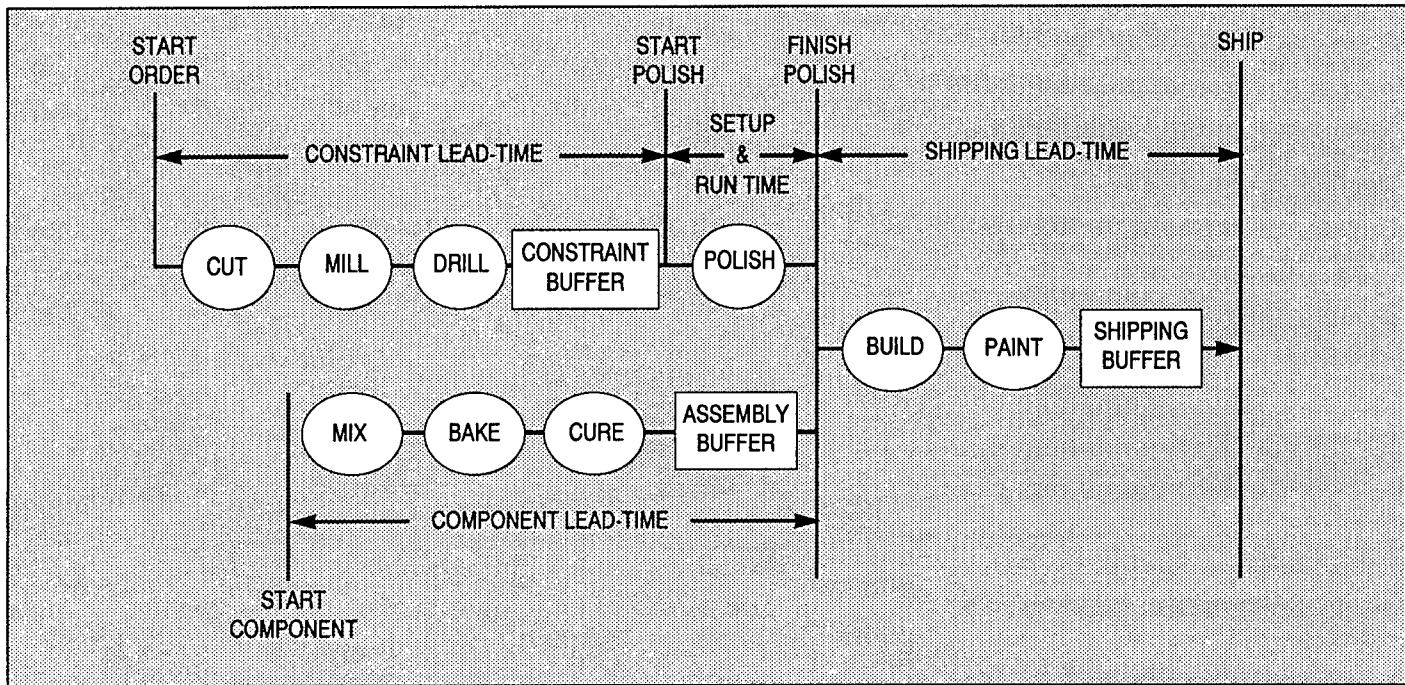 START
ORDER
START
POLISH
FINISH
POLISH
SHIP
CONSTRAINT LEAD-TIME
SETUP
&
RUN TIME
SHIPPING LEAD-TIME
CUT
MILL
DRILL
CONSTRAINT
BUFFER
POLISH
BUILD
PAINT
SHIPPING
BUFFER
MIX
BAKE
CURE
ASSEMBLY
BUFFER
COMPONENT LEAD-TIME
START
COMPONENT